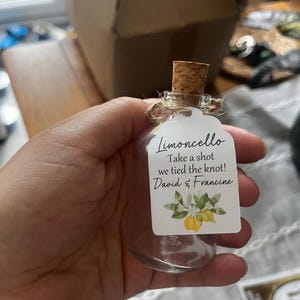 Limoncello
Take a shot
we tied the knot!
David & Francine